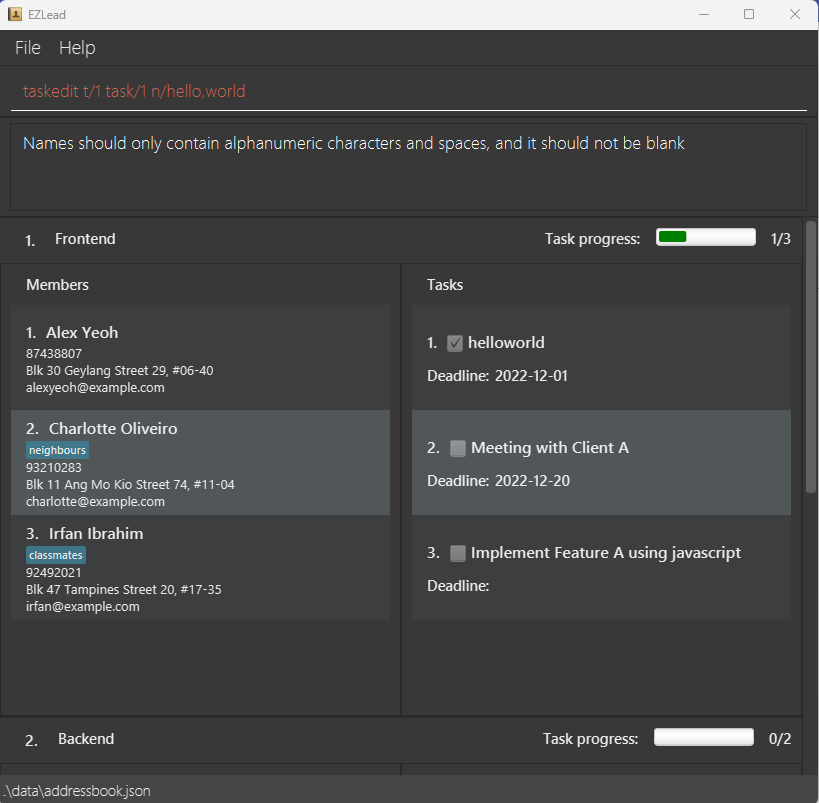 EZLead
File Help
taskedit t/1 task/1 n/hello,world
Names should only contain alphanumeric characters and spaces, and it should not be blank
1. Frontend Task progress: 1/3
Members
1. Alex Yeoh
87438807
Blk 30 Geylang Street 29, #06-40
alexyeoh@example.com
2. Charlotte Oliveiro
neighbours
93210283
Blk 11 Ang Mo Kio Street 74, #11-04
charlotte@example.com
3. Irfan Ibrahim
classmates
92492021
Blk 47 Tampines Street 20, #17-35
irfan@example.com
Tasks
1. helloworld
Deadline: 2022-12-01
2. Meeting with Client A
Deadline: 2022-12-20
3. Implement Feature A using javascript
Deadline:
2. Backend Task progress: 0/2
.\data\addressbook.json